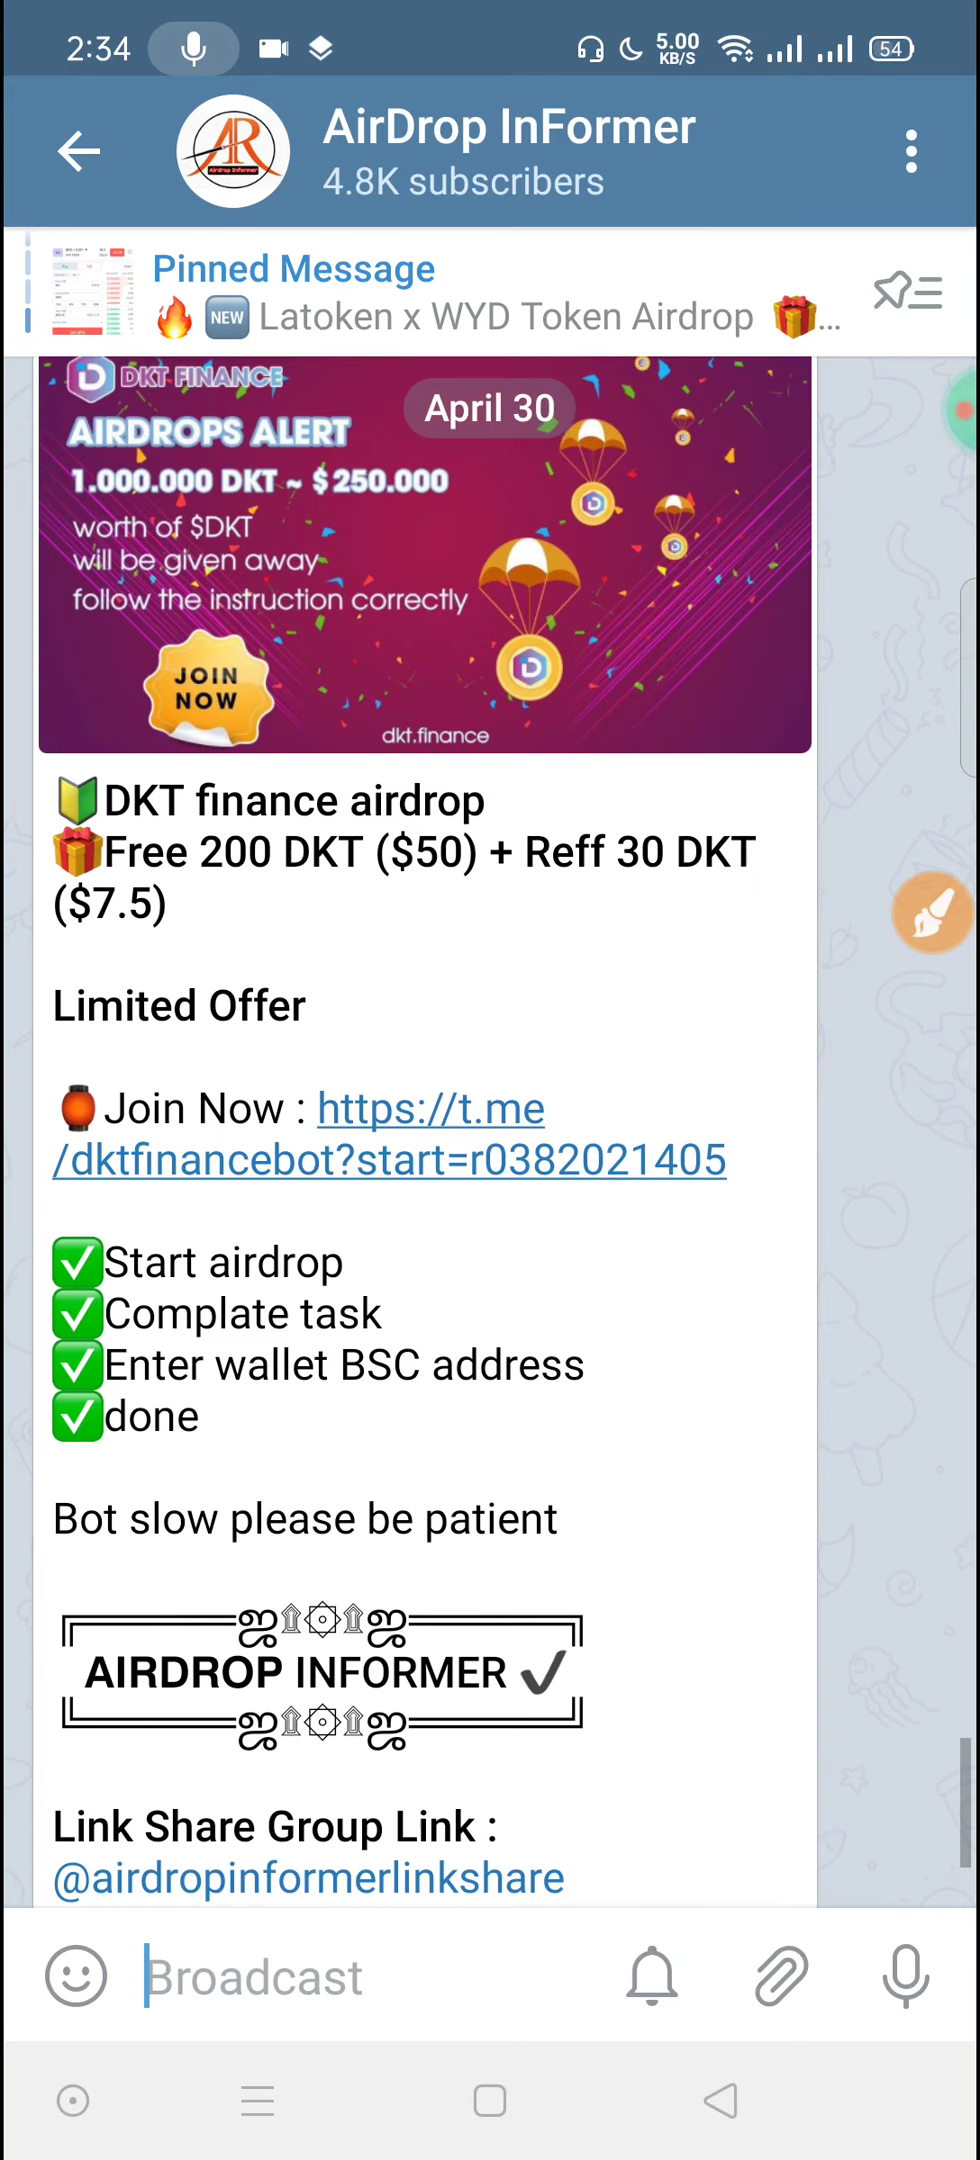 2:34
5.00
KB/S
54
AR
Airdrop Informer
AirDrop InFormer
4.8K subscribers
Pinned Message
🔥 🆕 Latoken x WYD Token Airdrop 🎁...
DKT FINANCE
April 30
AIRDROPS ALERT
1.000.000 DKT ~ $250.000
worth of $DKT
will be given away
follow the instruction correctly
JOIN
NOW
dkt.finance
🔰DKT finance airdrop
🎁Free 200 DKT ($50) + Reff 30 DKT
($7.5)
Limited Offer
🏮Join Now : https://t.me
/dktfinancebot?start=r0382021405
✅Start airdrop
✅Complate task
✅Enter wallet BSC address
✅done
Bot slow please be patient
╔═════ஜ۩۞۩ஜ═════╗
AIRDROP INFORMER ✔️
╚═════ஜ۩۞۩ஜ═════╝
Link Share Group Link :
@airdropinformerlinkshare
Broadcast